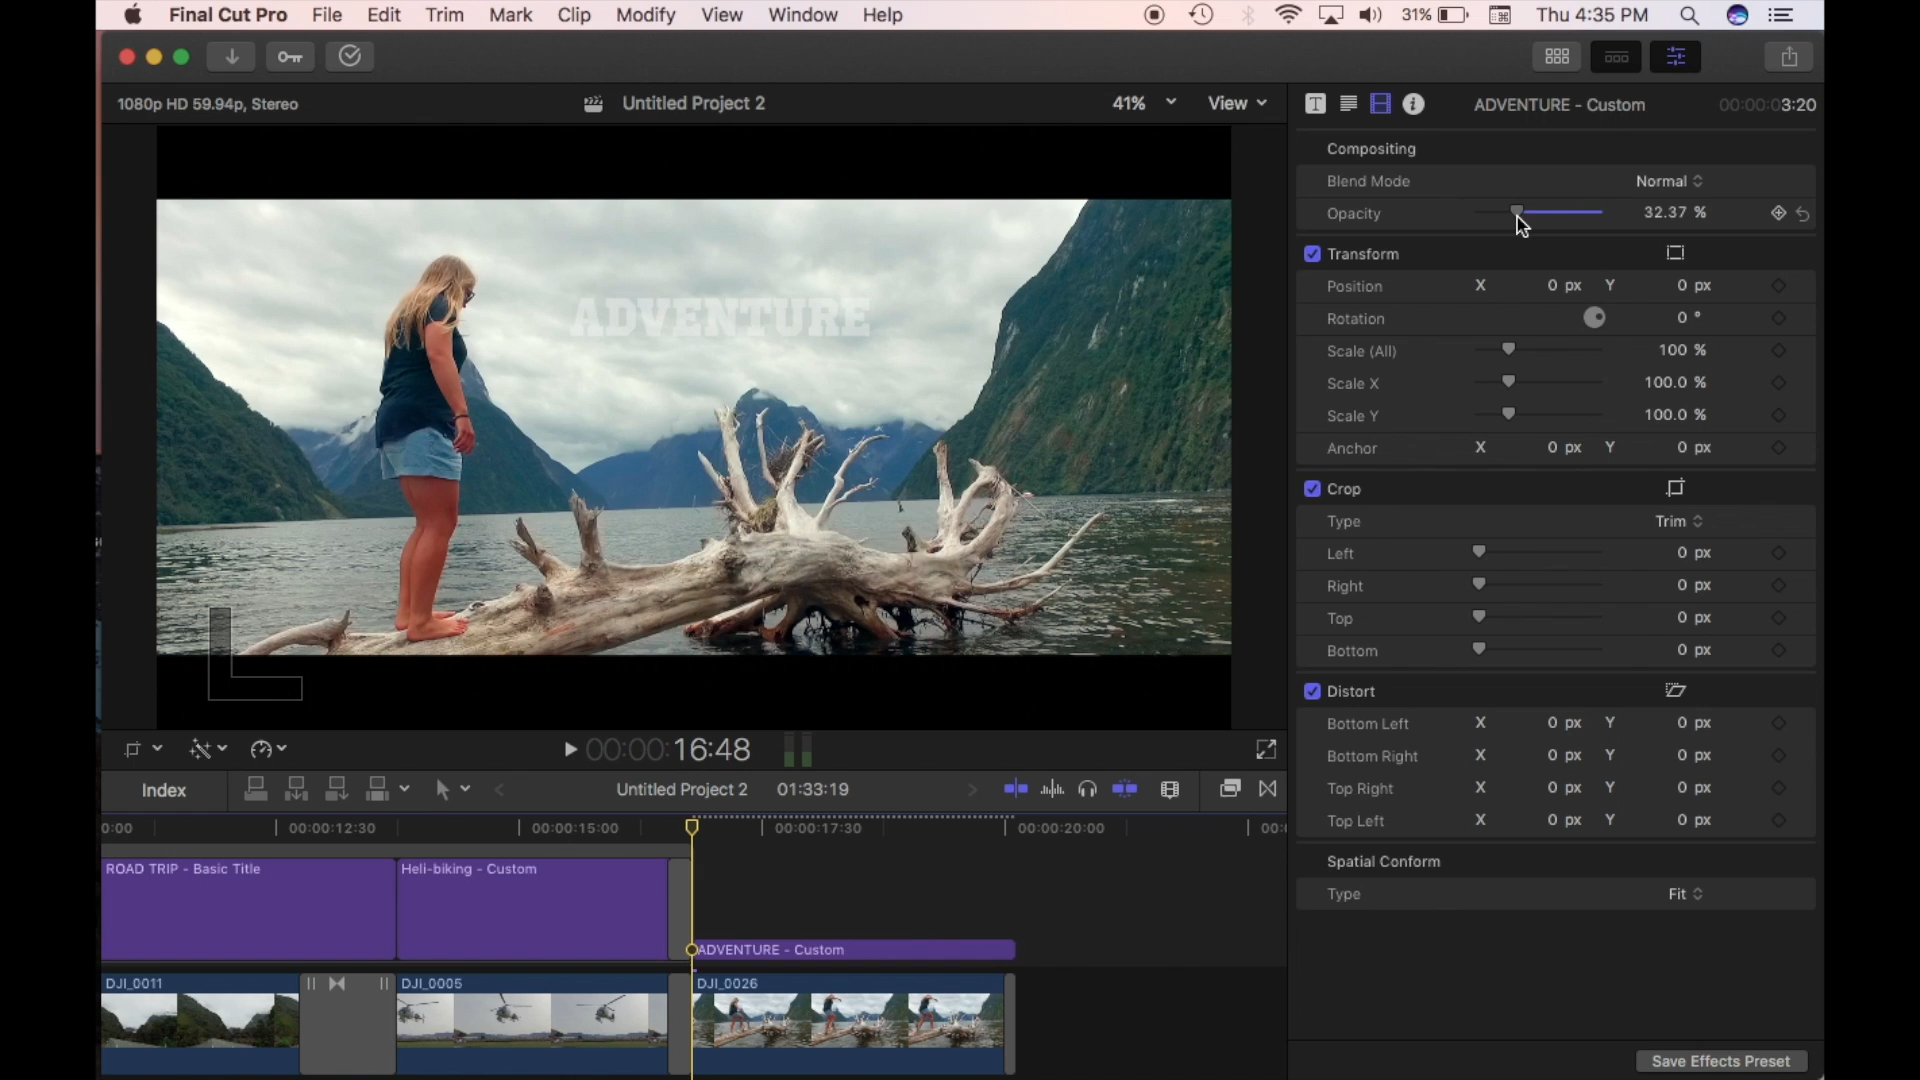 Final Cut Pro File Edit Trim Mark Clip Modify View Window Help 31% Thu 4:35 PM
1080p HD 59.94p, Stereo Untitled Project 2 41% View ADVENTURE - Custom 00:00:03:20
Compositing
Blend Mode Normal
Opacity 32.37 %
Transform
Position X 0 px Y 0 px
Rotation 0 °
Scale (All) 100 %
Scale X 100.0 %
Scale Y 100.0 %
Anchor X 0 px Y 0 px
ADVENTURE
Crop
Type Trim
Left 0 px
Right 0 px
Top 0 px
Bottom 0 px
Distort
Bottom Left X 0 px Y 0 px
Bottom Right X 0 px Y 0 px
Top Right X 0 px Y 0 px
Top Left X 0 px Y 0 px
Spatial Conform
Type Fit
Save Effects Preset
00:00:16:48
Index Untitled Project 2 01:33:19
0:00 00:00:12:30 00:00:15:00 00:00:17:30 00:00:20:00 00:
ROAD TRIP - Basic Title Heli-biking - Custom
ADVENTURE - Custom
DJI_0011 DJI_0005 DJI_0026